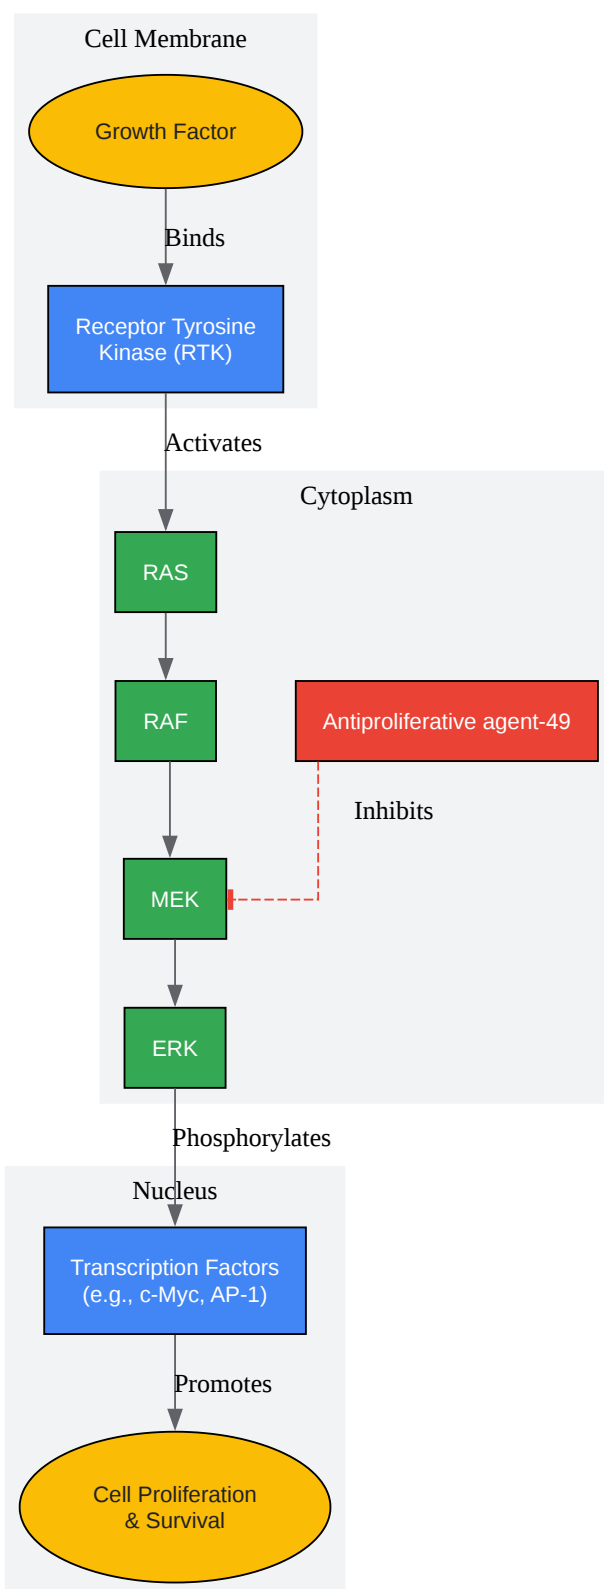 Cell Membrane
Growth Factor
Binds
Receptor Tyrosine
Kinase (RTK)
Activates
Cytoplasm
RAS
RAF
Antiproliferative agent-49
Inhibits
MEK
ERK
Phosphorylates
Nucleus
Transcription Factors
(e.g., c-Myc, AP-1)
Promotes
Cell Proliferation
& Survival